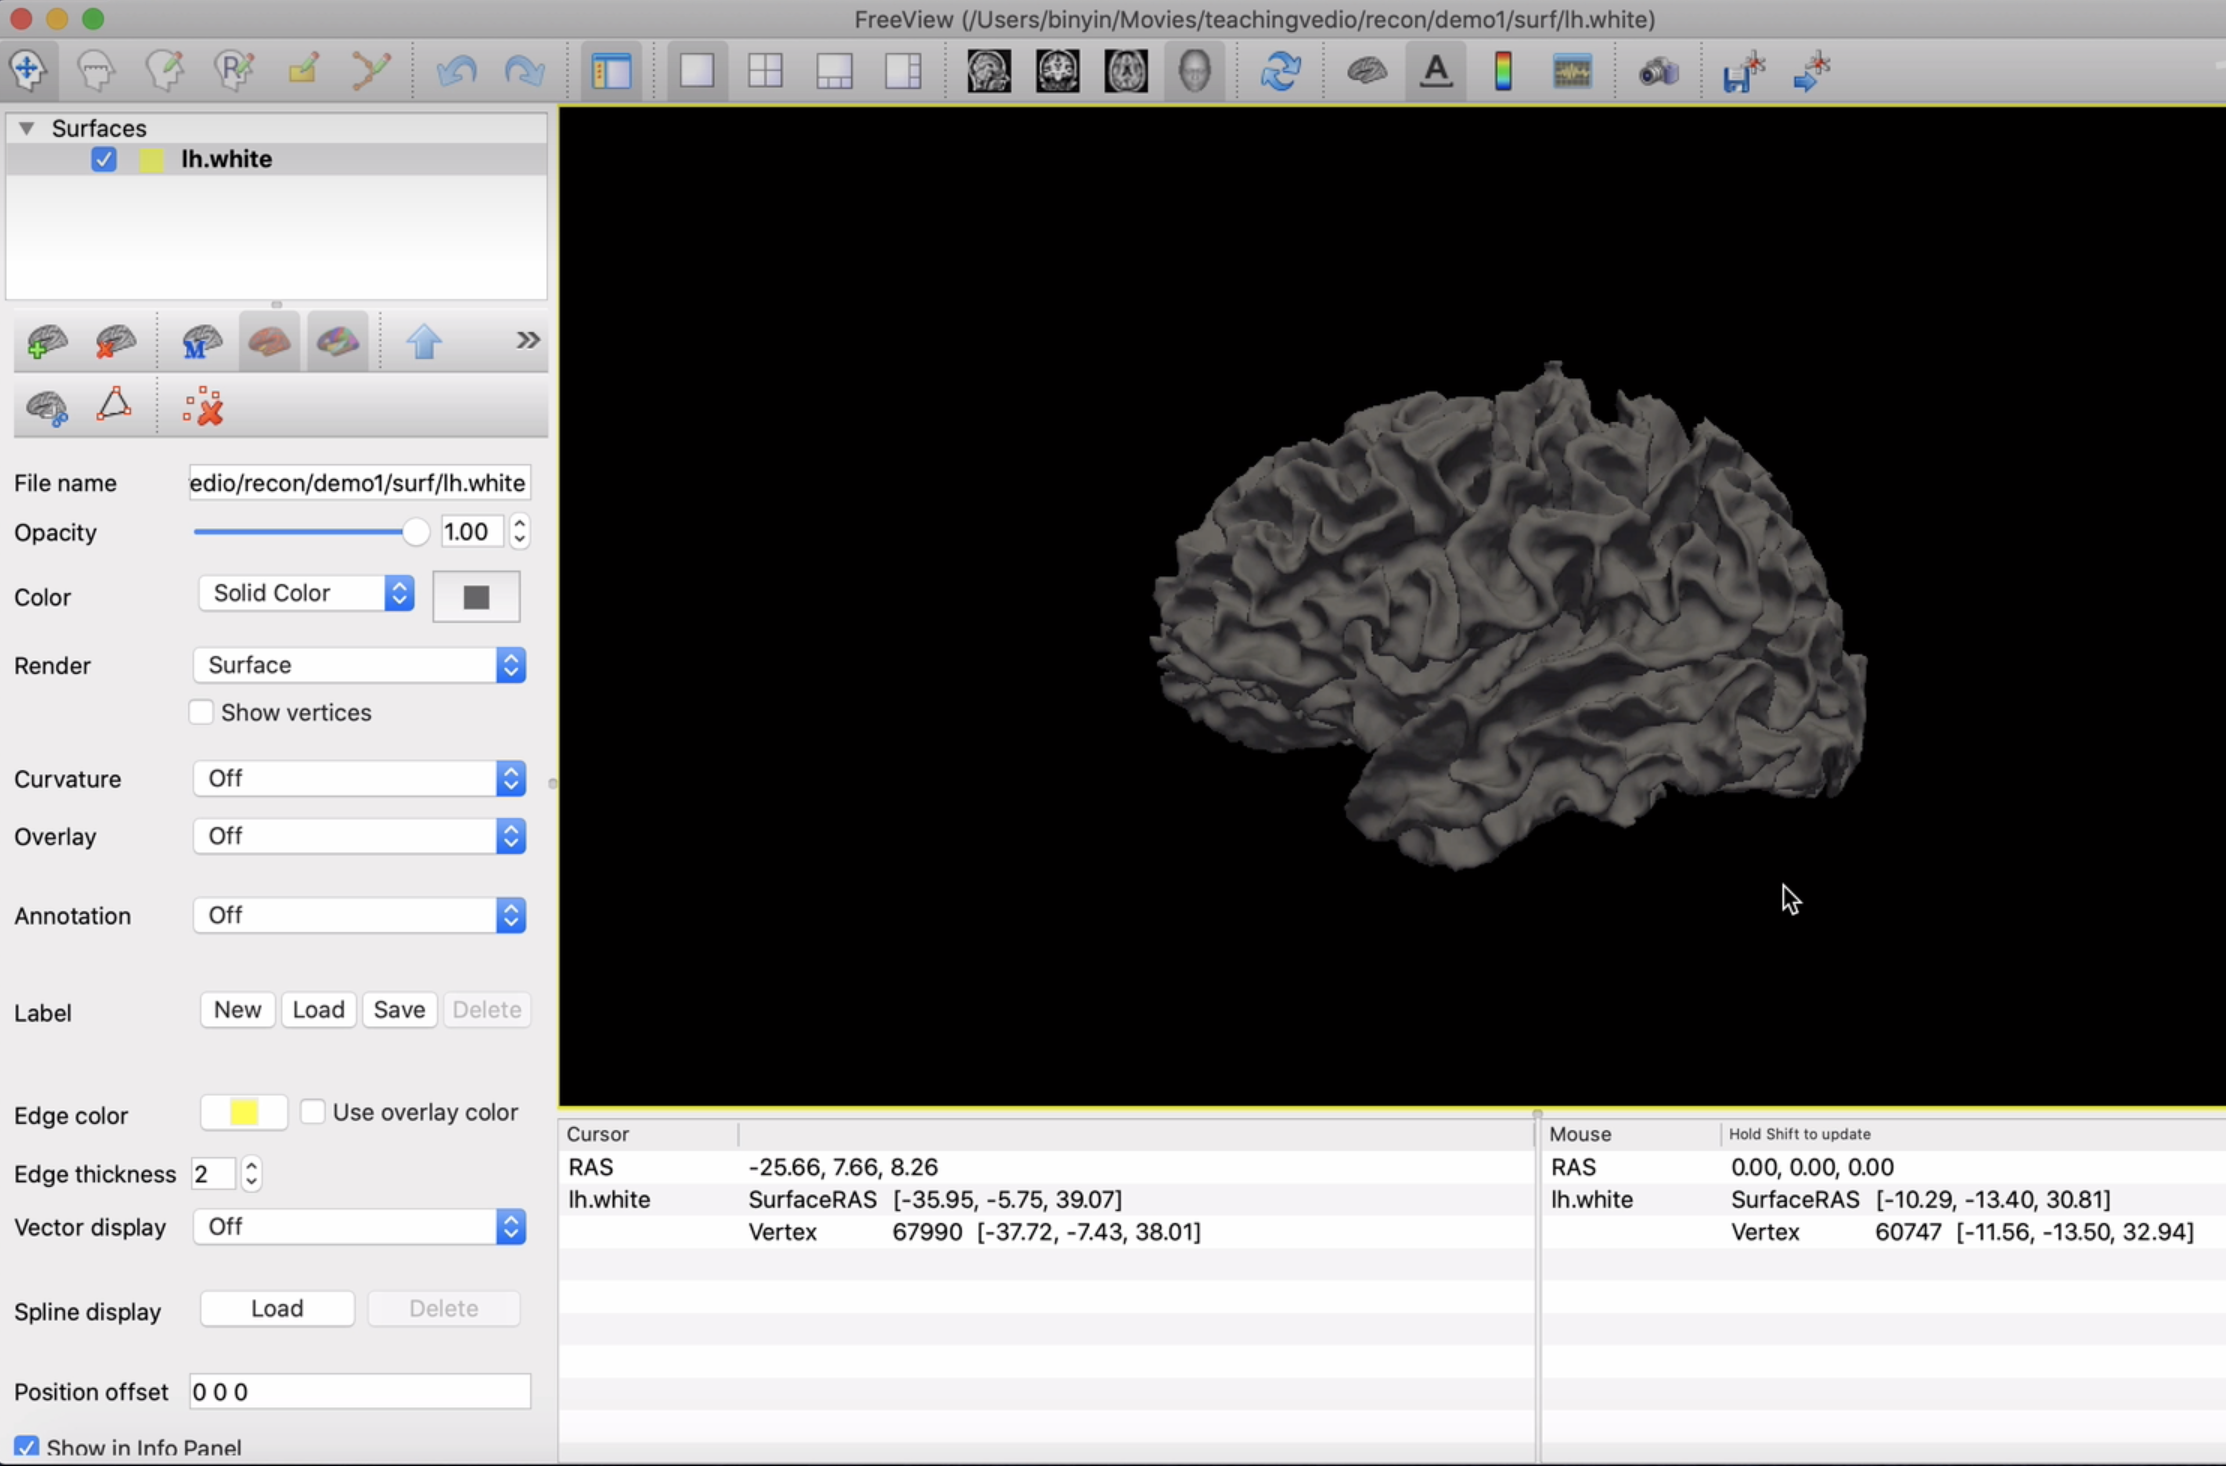 FreeView (/Users/binyin/Movies/teachingvedio/recon/demo1/surf/lh.white)
R
A
Surfaces
lh.white
M
»
File name edio/recon/demo1/surf/lh.white
Opacity 1.00
Color Solid Color
Render Surface
Show vertices
Curvature Off
Overlay Off
Annotation Off
Label New Load Save Delete
Edge color Use overlay color
Edge thickness 2
Vector display Off
Spline display Load Delete
Position offset 0 0 0
Show in Info Panel
Cursor
RAS -25.66, 7.66, 8.26
lh.white SurfaceRAS [-35.95, -5.75, 39.07]
Vertex 67990 [-37.72, -7.43, 38.01]
Mouse Hold Shift to update
RAS 0.00, 0.00, 0.00
lh.white SurfaceRAS [-10.29, -13.40, 30.81]
Vertex 60747 [-11.56, -13.50, 32.94]